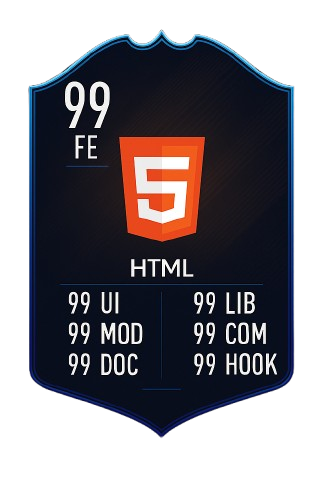 99
FE
5
HTML
99 UI
99 MOD
99 DOC
99 LIB
99 COM
99 HOOK